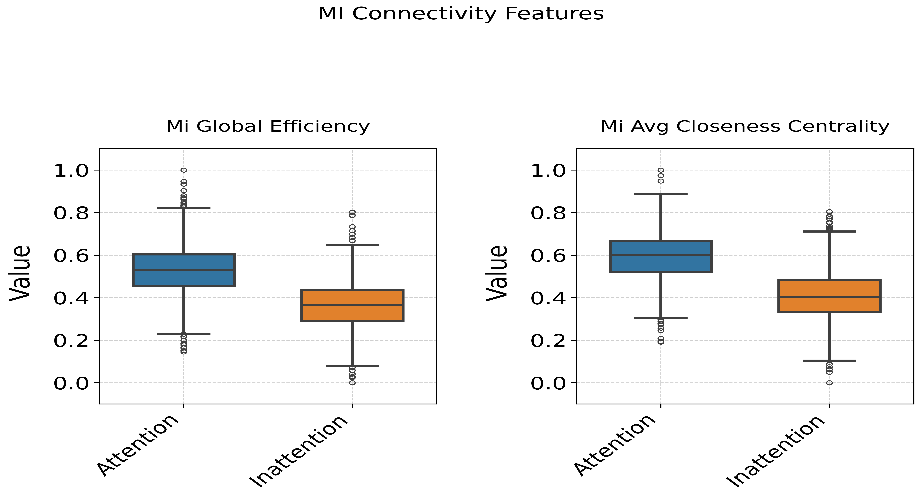 MI Connectivity Features
Mi Global Efficiency
Value
1.0
0.8
0.6
0.4
0.2
0.0
Attention
Inattention
Mi Avg Closeness Centrality
Value
1.0
0.8
0.6
0.4
0.2
0.0
Attention
Inattention